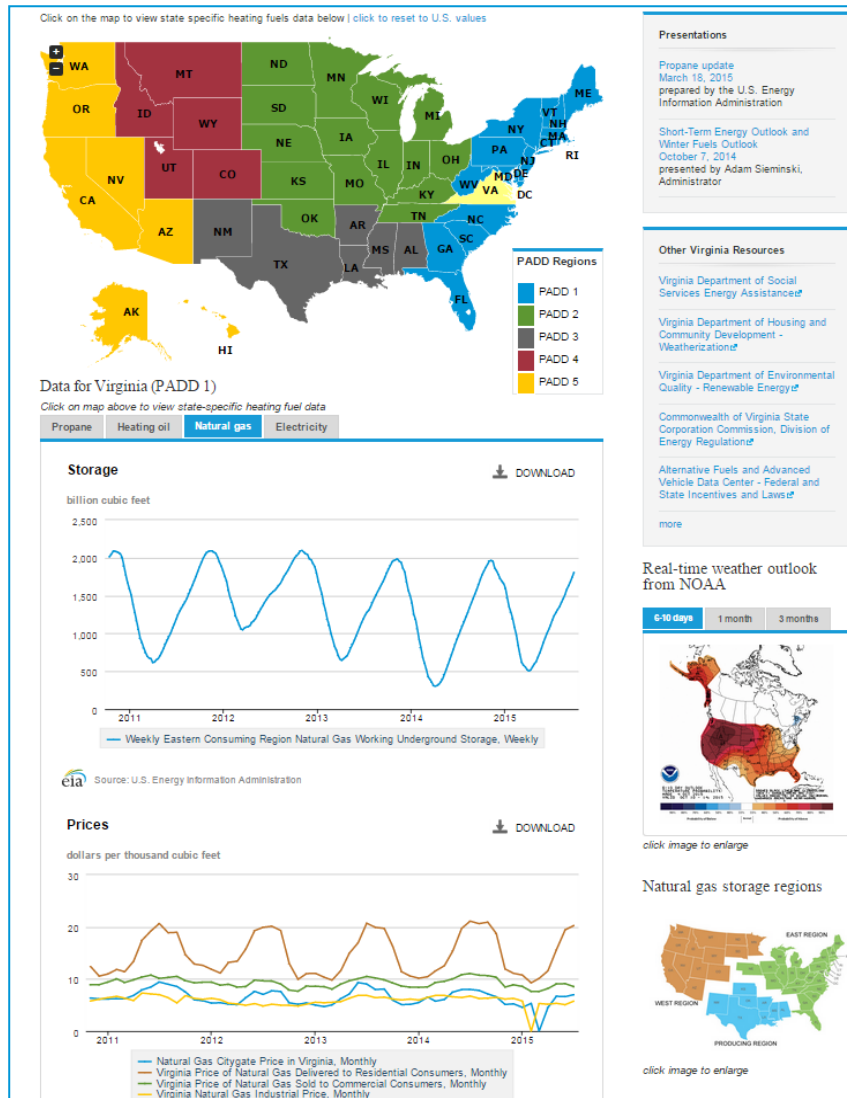 Click on the map to view state specific heating fuels data below | click to reset to U.S. values
+
−
WA
MT
ND
MN
ME
OR
ID
SD
WI
MI
NY
VT
NH
MA
CT
RI
WY
IA
PA
NJ
NV
UT
NE
IL
IN
OH
MD
DE
CA
CO
KS
MO
KY
WV
VA
DC
AZ
NM
OK
TN
NC
AR
SC
TX
LA
MS
AL
GA
FL
AK
HI
PADD Regions
PADD 1
PADD 2
PADD 3
PADD 4
PADD 5
Data for Virginia (PADD 1)
Click on map above to view state-specific heating fuel data
Propane
Heating oil
Natural gas
Electricity
Storage
DOWNLOAD
billion cubic feet
2,500
2,000
1,500
1,000
500
0
2011
2012
2013
2014
2015
Weekly Eastern Consuming Region Natural Gas Working Underground Storage, Weekly
eia
Source: U.S. Energy Information Administration
Prices
DOWNLOAD
dollars per thousand cubic feet
30
20
10
0
2011
2012
2013
2014
2015
Natural Gas Citygate Price in Virginia, Monthly
Virginia Price of Natural Gas Delivered to Residential Consumers, Monthly
Virginia Price of Natural Gas Sold to Commercial Consumers, Monthly
Virginia Natural Gas Industrial Price, Monthly
Presentations
Propane update
March 18, 2015
prepared by the U.S. Energy
Information Administration
Short-Term Energy Outlook and
Winter Fuels Outlook
October 7, 2014
presented by Adam Sieminski,
Administrator
Other Virginia Resources
Virginia Department of Social
Services Energy Assistance
Virginia Department of Housing and
Community Development -
Weatherization
Virginia Department of Environmental
Quality - Renewable Energy
Commonwealth of Virginia State
Corporation Commission, Division of
Energy Regulation
Alternative Fuels and Advanced
Vehicle Data Center - Federal and
State Incentives and Laws
more
Real-time weather outlook
from NOAA
6-10 days
1 month
3 months
click image to enlarge
Natural gas storage regions
EAST REGION
WEST REGION
PRODUCING REGION
click image to enlarge